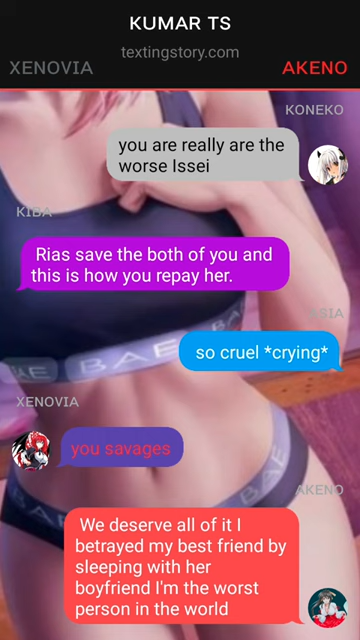 KUMAR TS
textingstory.com
XENOVIA
AKENO
KONEKO
you are really are the
worse Issei
KIBA
Rias save the both of you and
this is how you repay her.
ASIA
so cruel *crying*
BAE BAE
XENOVIA
you savages
AKENO
We deserve all of it I
betrayed my best friend by
sleeping with her
boyfriend I'm the worst
person in the world
BAE